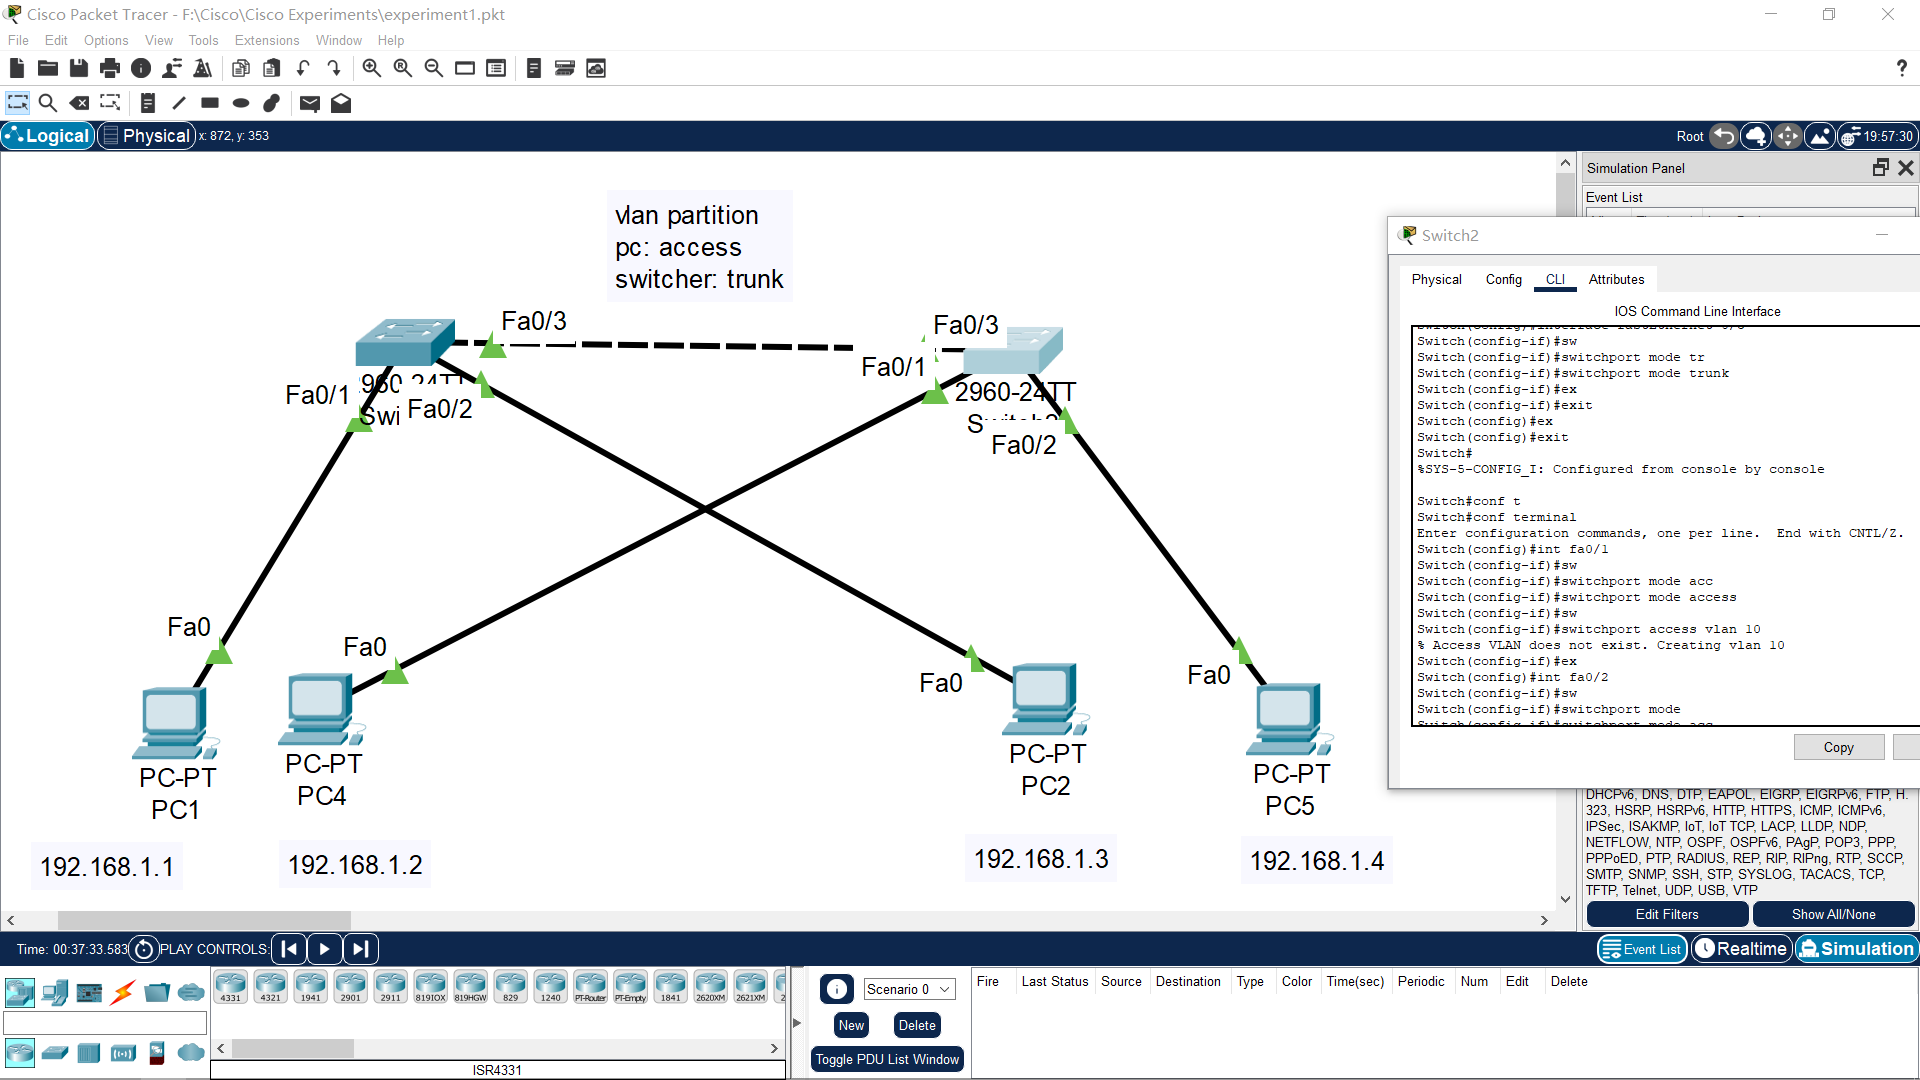 Cisco Packet Tracer - F:\Cisco\Cisco Experiments\experiment1.pkt
File Edit Options View Tools Extensions Window Help
Logical Physical x: 872, y: 353
Root 19:57:30
vlan partition
pc: access
switcher: trunk
Fa0/3
Fa0/3
Fa0/1
Fa0/1
2960-24TT
Swi
Fa0/2
2960-24TT
Switch2
Fa0/2
Fa0
Fa0
Fa0
Fa0
PC-PT
PC1
PC-PT
PC4
PC-PT
PC2
PC-PT
PC5
192.168.1.1
192.168.1.2
192.168.1.3
192.168.1.4
Simulation Panel
Event List
Switch2
Physical Config CLI Attributes
IOS Command Line Interface
Switch(config)#interface FastEthernet 0/3
Switch(config-if)#sw
Switch(config-if)#switchport mode tr
Switch(config-if)#switchport mode trunk
Switch(config-if)#ex
Switch(config-if)#exit
Switch(config)#ex
Switch(config)#exit
Switch#
%SYS-5-CONFIG_I: Configured from console by console
Switch#conf t
Switch#conf terminal
Enter configuration commands, one per line.  End with CNTL/Z.
Switch(config)#int fa0/1
Switch(config-if)#sw
Switch(config-if)#switchport mode acc
Switch(config-if)#switchport mode access
Switch(config-if)#sw
Switch(config-if)#switchport access vlan 10
% Access VLAN does not exist. Creating vlan 10
Switch(config-if)#ex
Switch(config)#int fa0/2
Switch(config-if)#sw
Switch(config-if)#switchport mode
Switch(config-if)#switchport mode acc
Copy
DHCPv6, DNS, DTP, EAPOL, EIGRP, EIGRPv6, FTP, H.
323, HSRP, HSRPv6, HTTP, HTTPS, ICMP, ICMPv6,
IPSec, ISAKMP, IoT, IoT TCP, LACP, LLDP, NDP,
NETFLOW, NTP, OSPF, OSPFv6, PAgP, POP3, PPP,
PPPoED, PTP, RADIUS, REP, RIP, RIPng, RTP, SCCP,
SMTP, SNMP, SSH, STP, SYSLOG, TACACS, TCP,
TFTP, Telnet, UDP, USB, VTP
Edit Filters Show All/None
Time: 00:37:33.583 PLAY CONTROLS:
Event List Realtime Simulation
4331 4321 1941 2901 2911 819IOX 819HGW 829 1240 PT-Router PT-Empty 1841 2620XM 2621XM 2
ISR4331
Scenario 0
New Delete
Toggle PDU List Window
Fire Last Status Source Destination Type Color Time(sec) Periodic Num Edit Delete